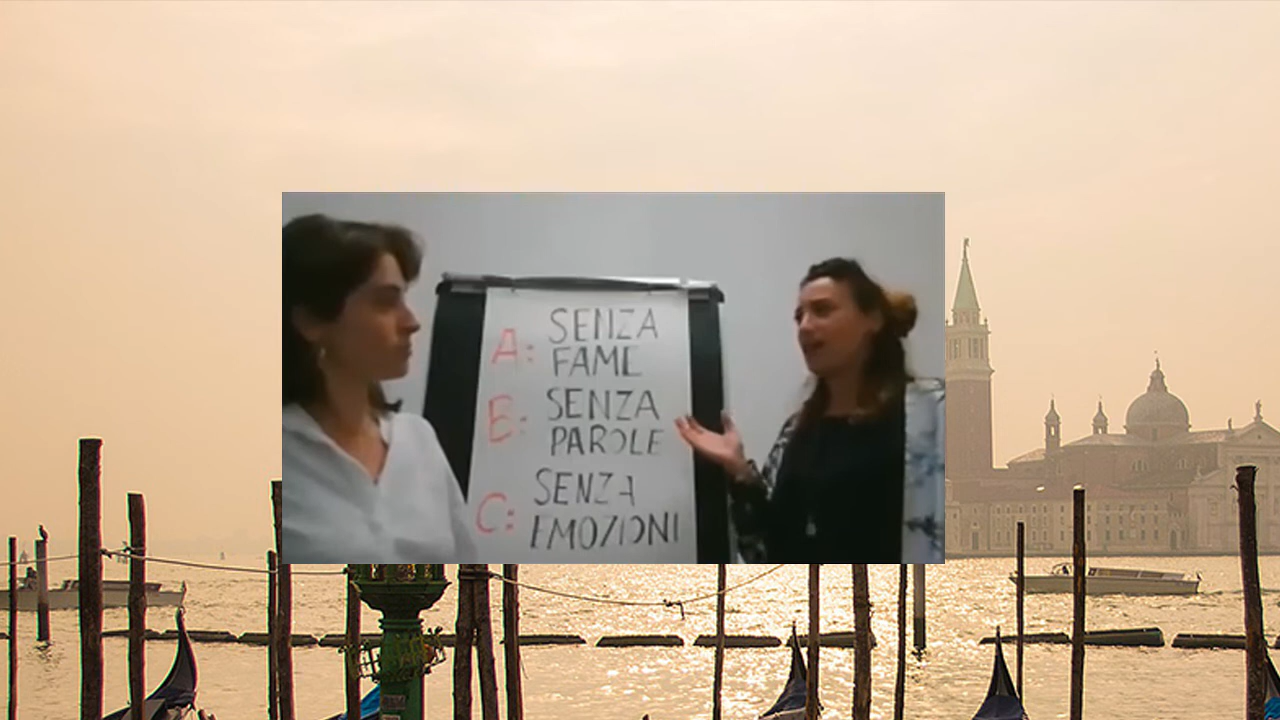 A: SENZA
FAME
B: SENZA
PAROLE
C: SENZA
EMOZIONI